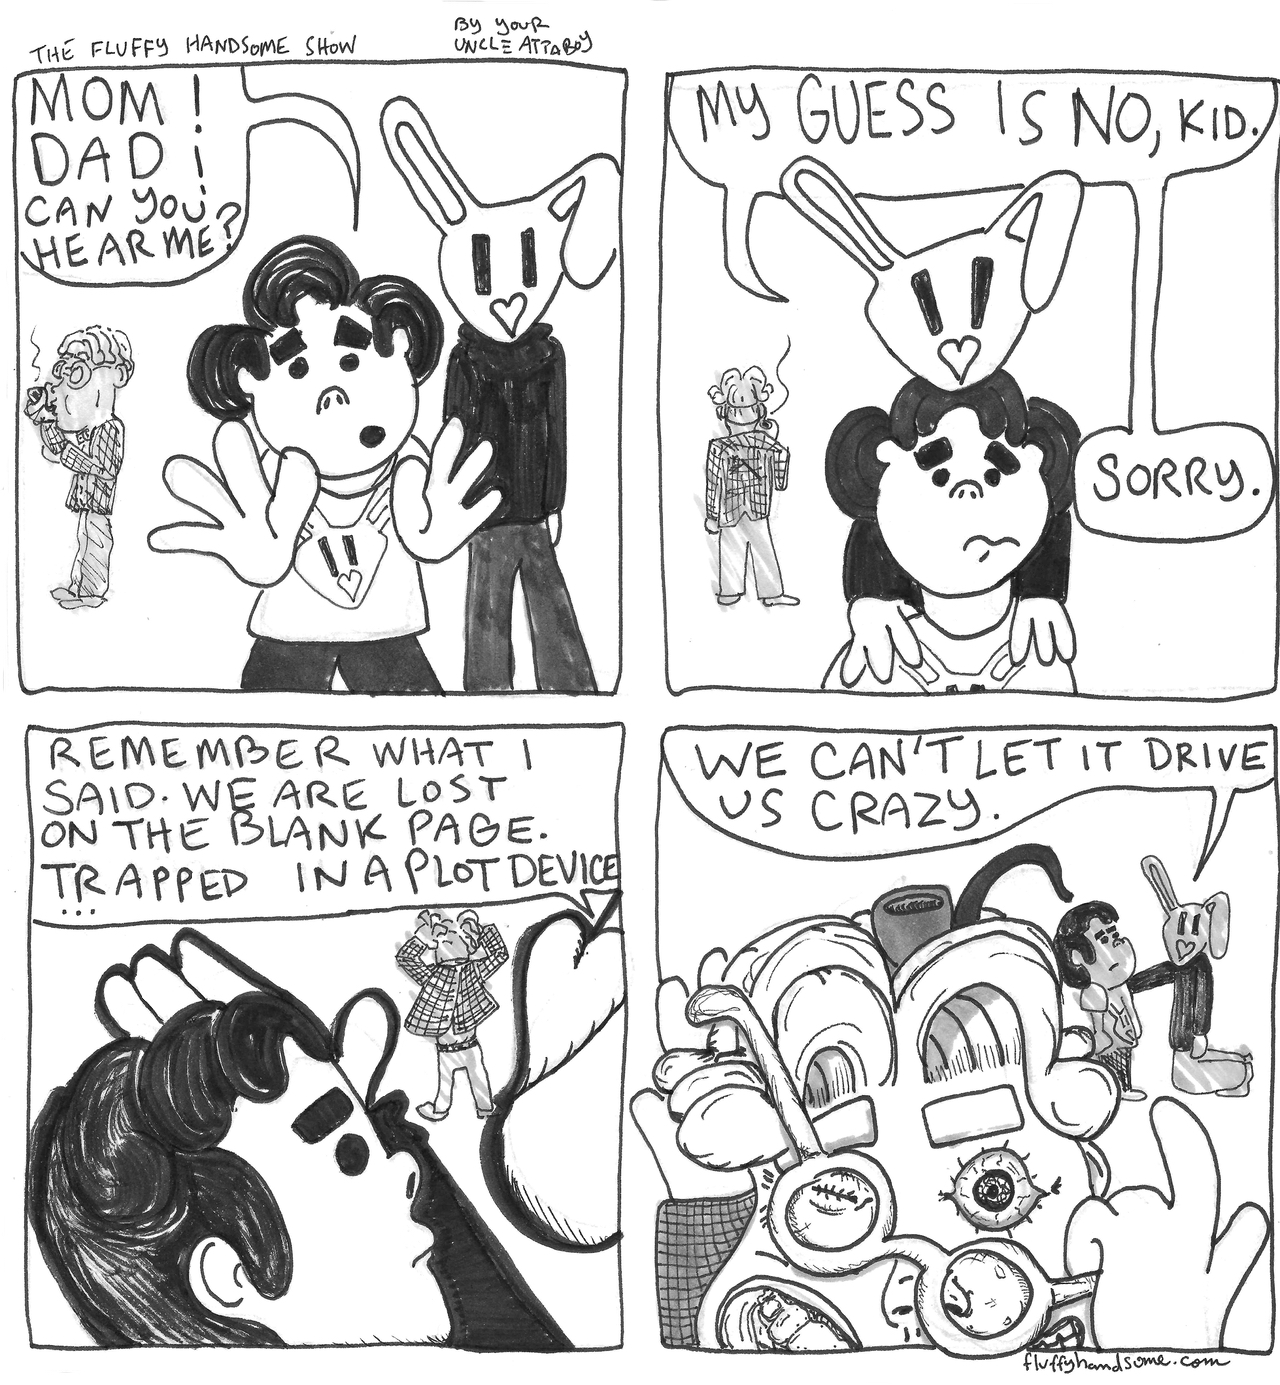 THE FLUFFY HANDSOME SHOW
BY YOUR
UNCLE ATTABOY
MOM!
DAD!
CAN YOU
HEAR ME?
MY GUESS IS NO, KID.
SORRY.
REMEMBER WHAT I
SAID. WE ARE LOST
ON THE BLANK PAGE.
TRAPPED IN A PLOT DEVICE
...
WE CAN'T LET IT DRIVE
US CRAZY.
fluffyhandsome.com